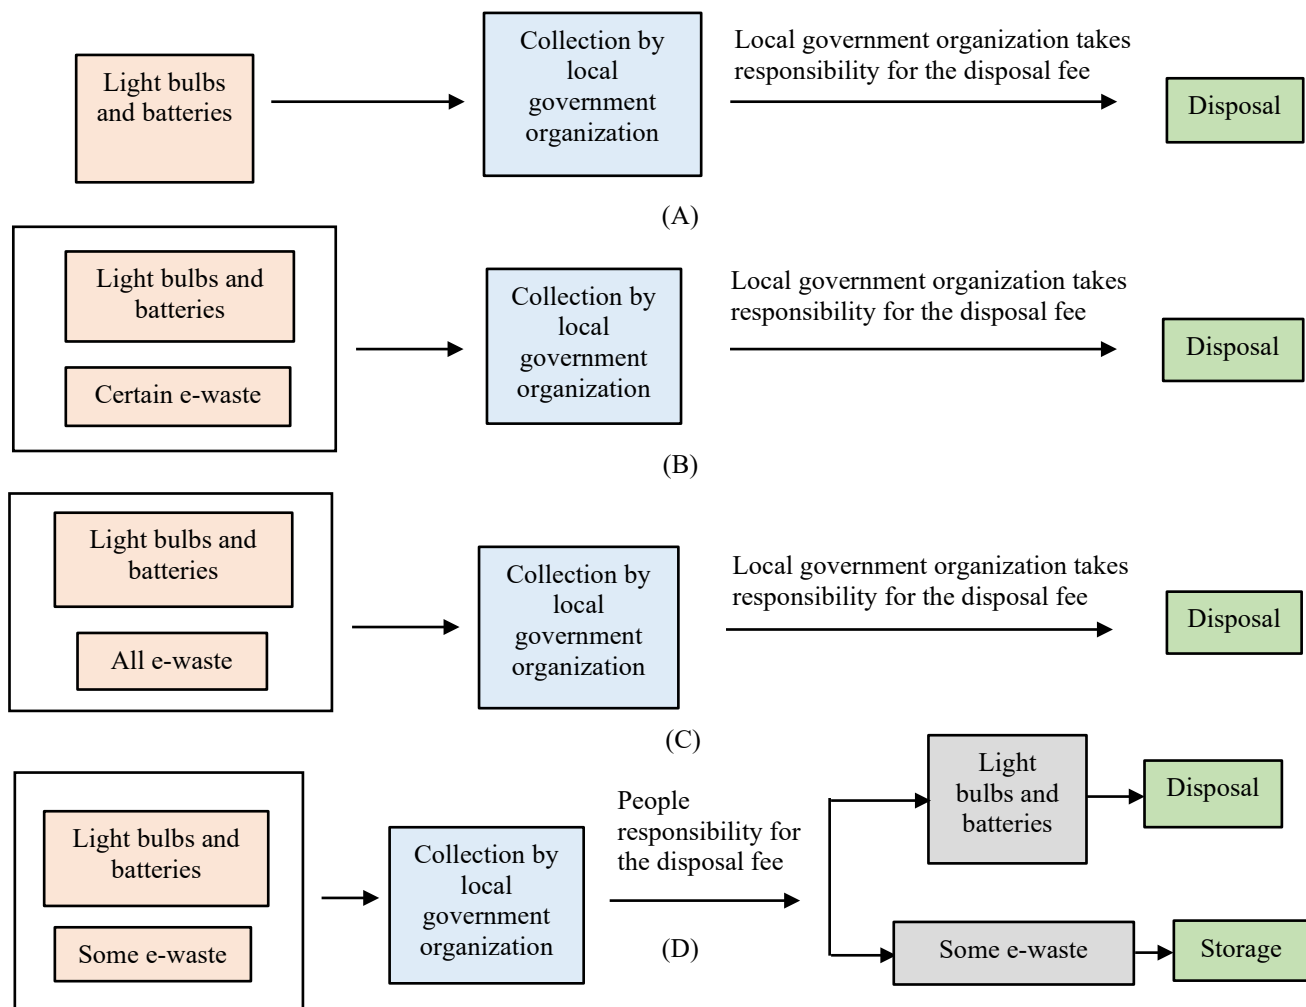 Light bulbs
and batteries
Collection by
local
government
organization
Local government organization takes
responsibility for the disposal fee
Disposal
(A)
Light bulbs and
batteries
Certain e-waste
Collection by
local
government
organization
Local government organization takes
responsibility for the disposal fee
Disposal
(B)
Light bulbs and
batteries
All e-waste
Collection by
local
government
organization
Local government organization takes
responsibility for the disposal fee
Disposal
(C)
Light bulbs and
batteries
Some e-waste
Collection by
local
government
organization
People
responsibility for
the disposal fee
Light
bulbs and
batteries
Disposal
Some e-waste
Storage
(D)